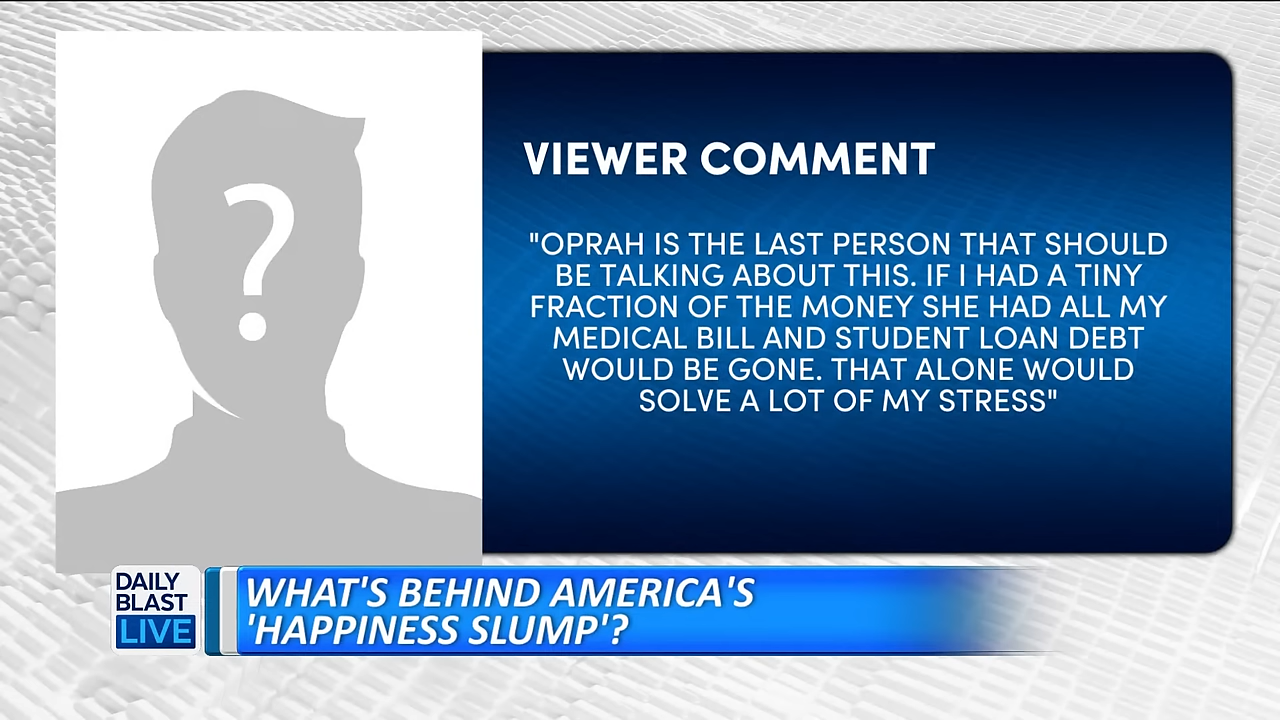 ?
VIEWER COMMENT
"OPRAH IS THE LAST PERSON THAT SHOULD
BE TALKING ABOUT THIS. IF I HAD A TINY
FRACTION OF THE MONEY SHE HAD ALL MY
MEDICAL BILL AND STUDENT LOAN DEBT
WOULD BE GONE. THAT ALONE WOULD
SOLVE A LOT OF MY STRESS"
DAILY
BLAST
LIVE
WHAT'S BEHIND AMERICA'S
'HAPPINESS SLUMP'?